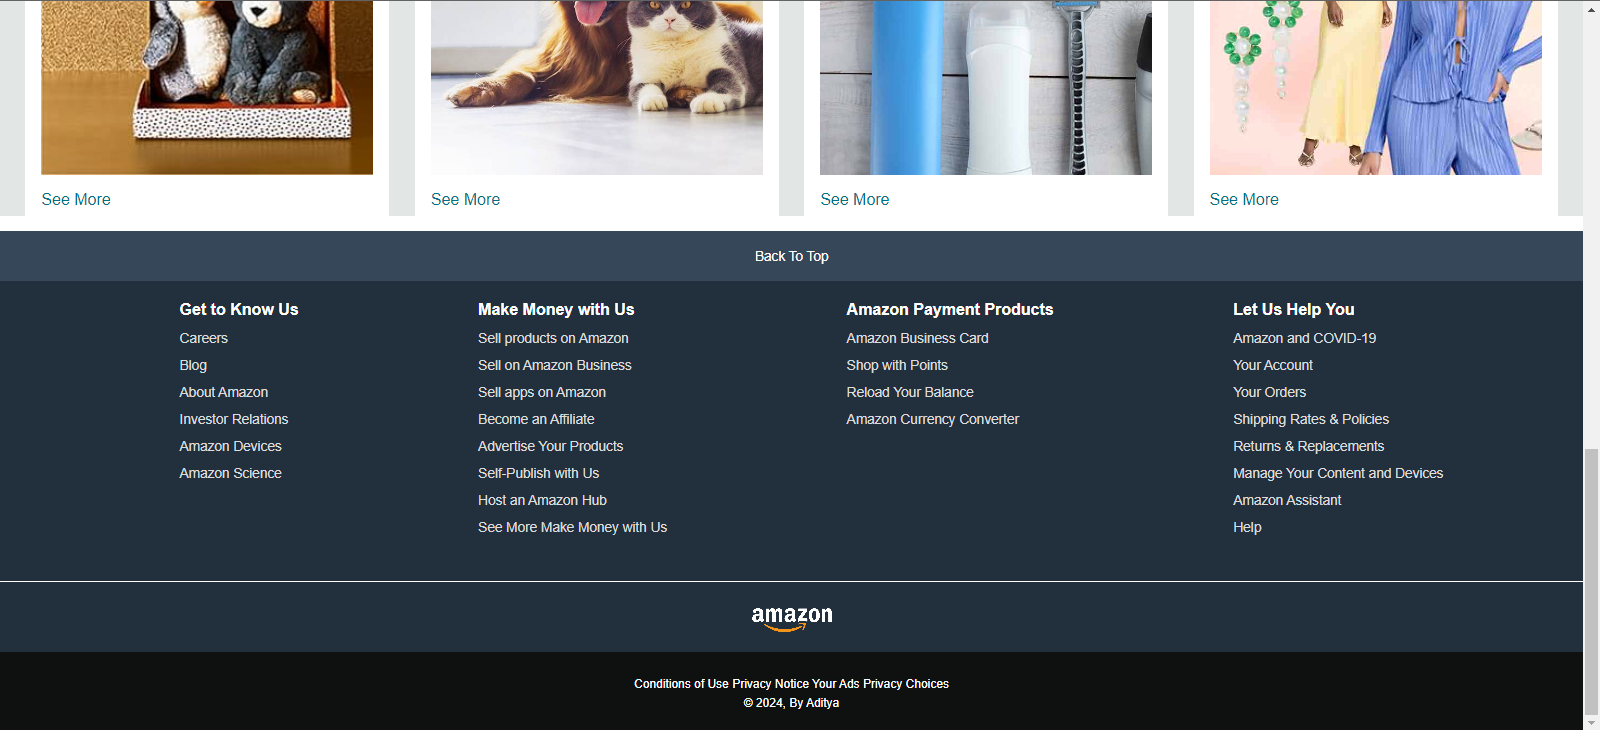 See More
See More
See More
See More
Back To Top
Get to Know Us
Careers
Blog
About Amazon
Investor Relations
Amazon Devices
Amazon Science
Make Money with Us
Sell products on Amazon
Sell on Amazon Business
Sell apps on Amazon
Become an Affiliate
Advertise Your Products
Self-Publish with Us
Host an Amazon Hub
See More Make Money with Us
Amazon Payment Products
Amazon Business Card
Shop with Points
Reload Your Balance
Amazon Currency Converter
Let Us Help You
Amazon and COVID-19
Your Account
Your Orders
Shipping Rates & Policies
Returns & Replacements
Manage Your Content and Devices
Amazon Assistant
Help
amazon
Conditions of Use Privacy Notice Your Ads Privacy Choices
© 2024, By Aditya